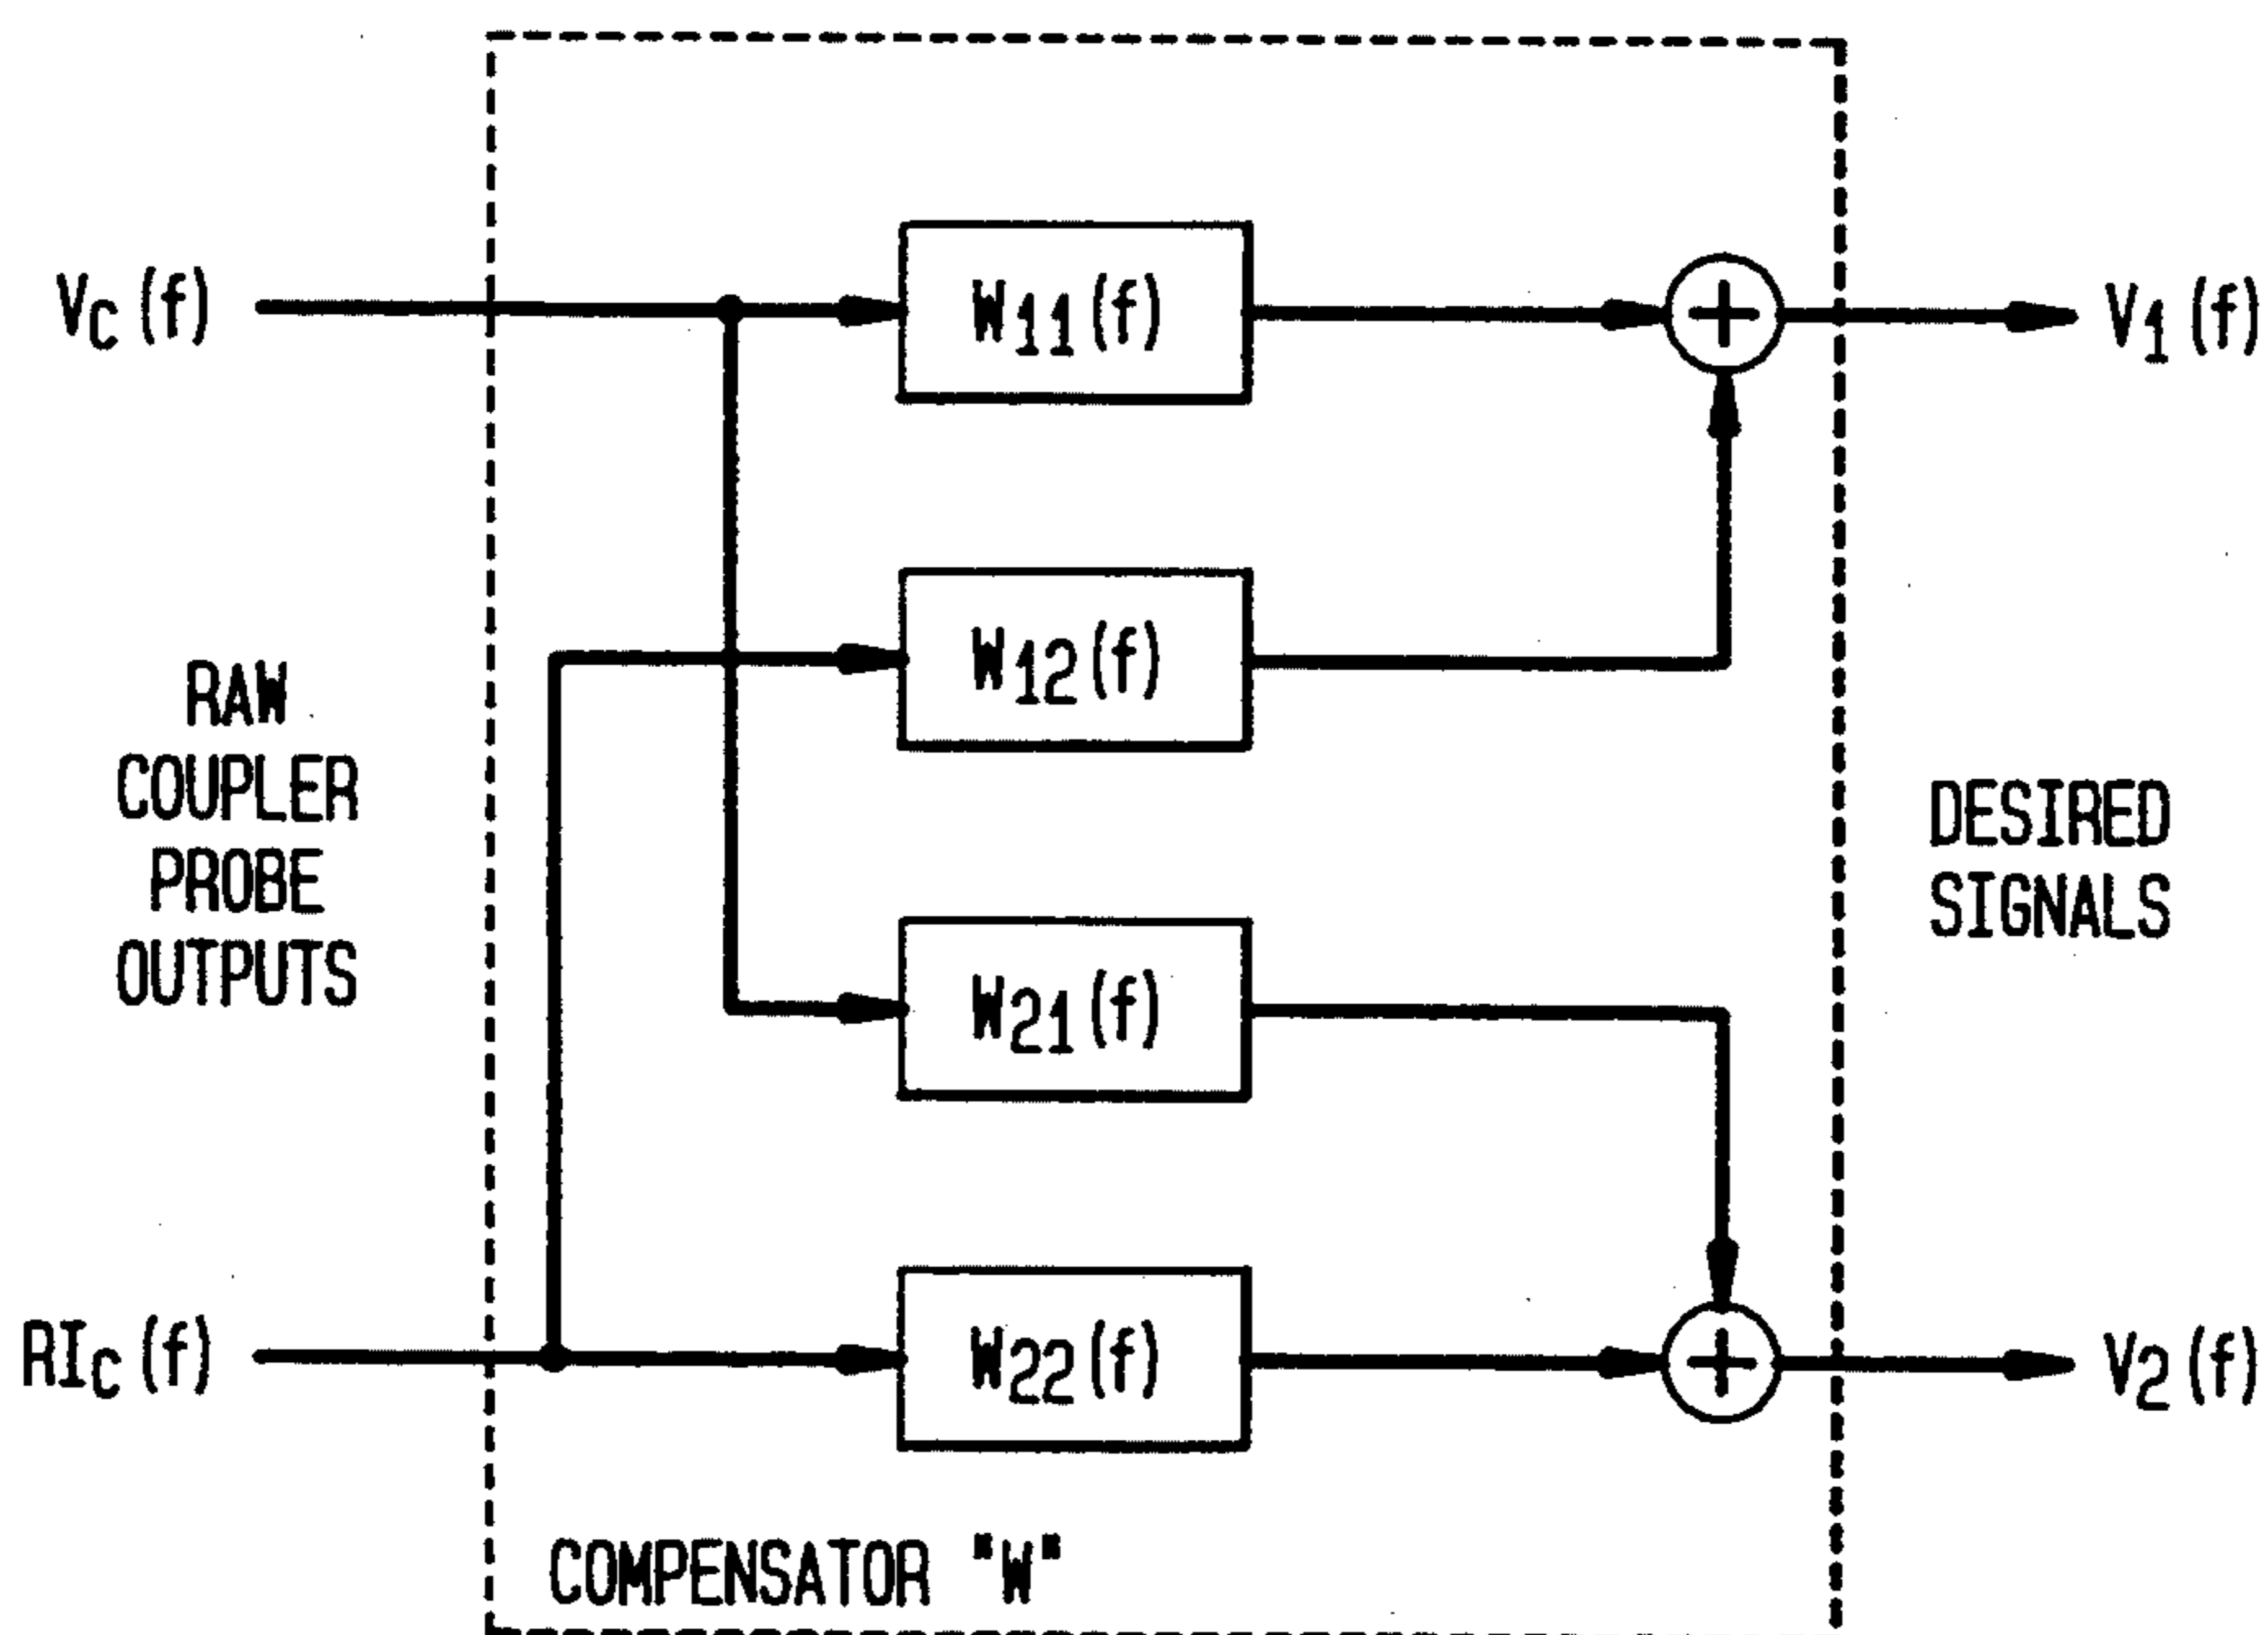 Vc (f)
W11(f)
+
V1 (f)
W12(f)
RAW
COUPLER
PROBE
OUTPUTS
DESIRED
SIGNALS
W21(f)
RIc (f)
W22(f)
+
V2 (f)
COMPENSATOR "W"